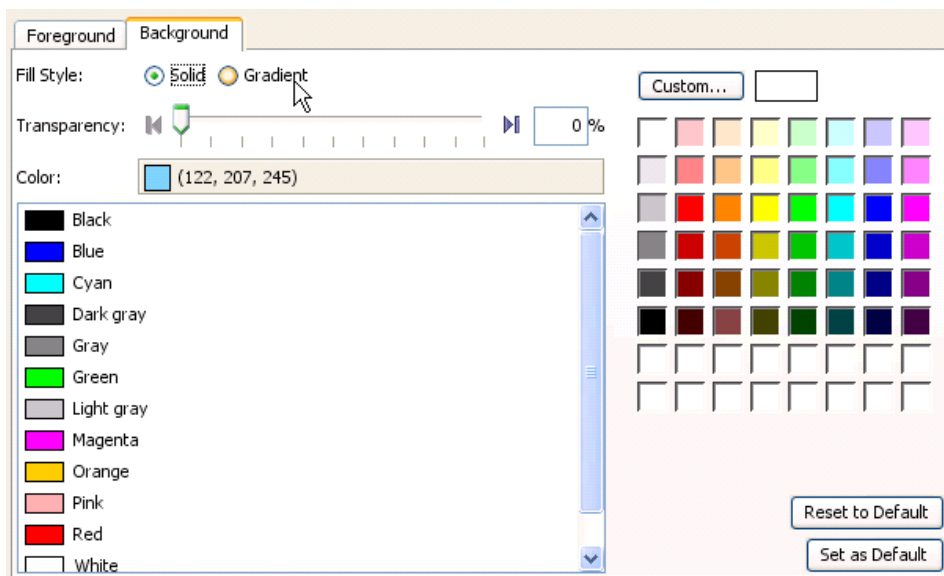 Foreground Background
Fill Style: Solid Gradient
Custom...
Transparency: 0 %
Color: (122, 207, 245)
Black
Blue
Cyan
Dark gray
Gray
Green
Light gray
Magenta
Orange
Pink
Red
White
Reset to Default
Set as Default